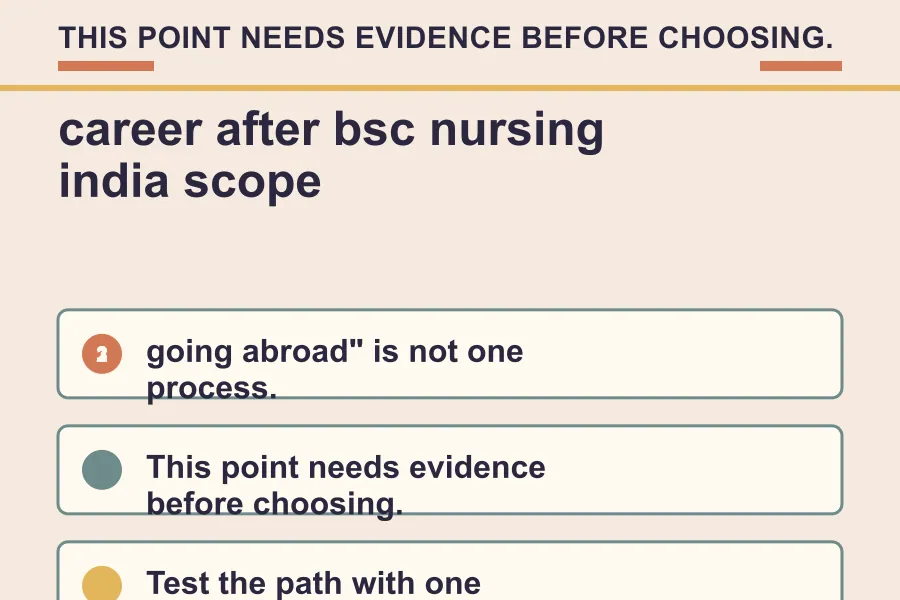 THIS POINT NEEDS EVIDENCE BEFORE CHOOSING.
career after bsc nursing
india scope
going abroad" is not one
process.
This point needs evidence
before choosing.
Test the path with one